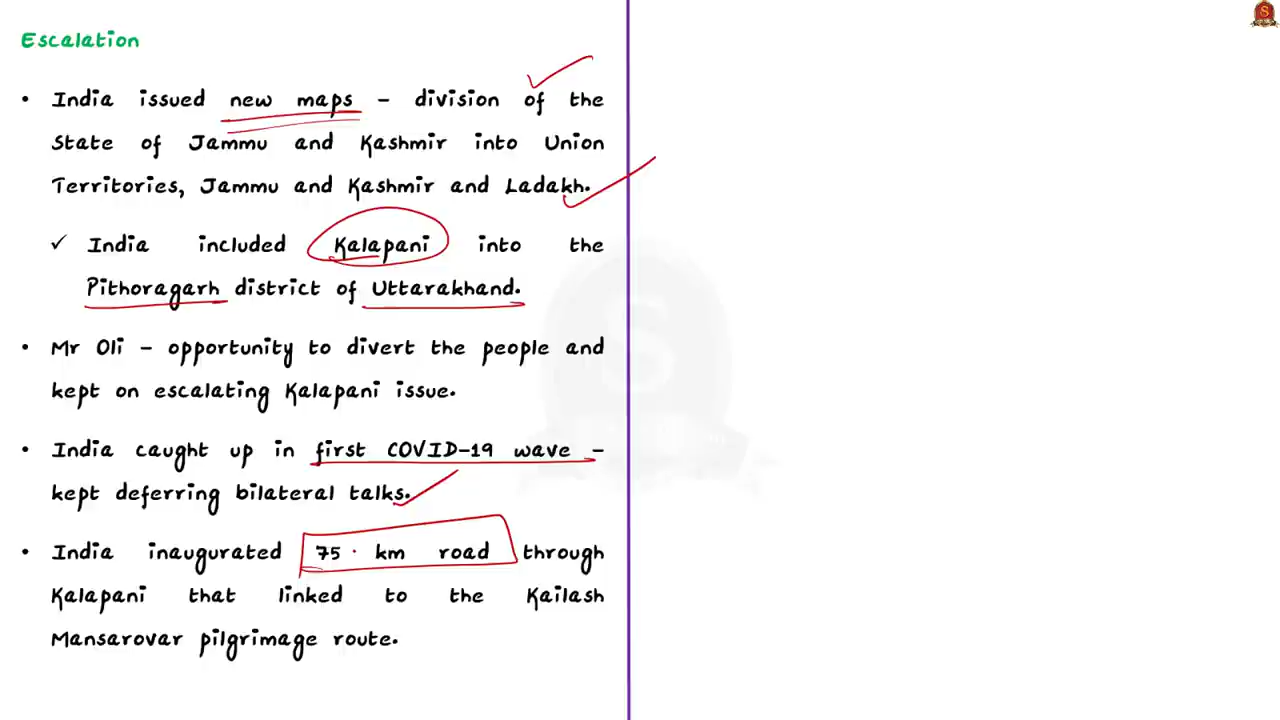 Escalation
• India issued new maps – division of the
State of Jammu and Kashmir into Union
Territories, Jammu and Kashmir and Ladakh.
✓ India included Kalapani into the
Pithoragarh district of Uttarakhand.
• Mr Oli – opportunity to divert the people and
kept on escalating Kalapani issue.
• India caught up in first COVID-19 wave –
kept deferring bilateral talks.
• India inaugurated 75 km road through
Kalapani that linked to the Kailash
Mansarovar pilgrimage route.